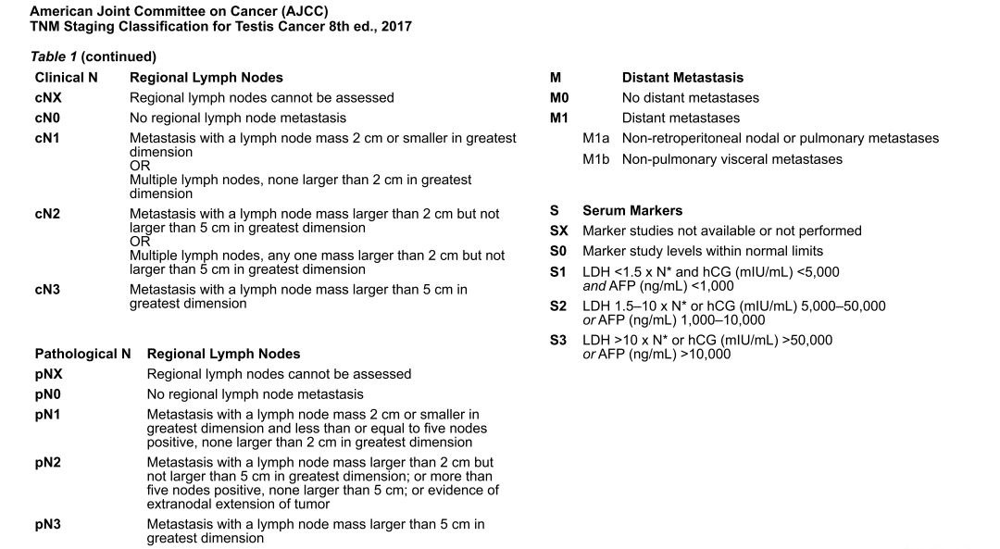 American Joint Committee on Cancer (AJCC)
TNM Staging Classification for Testis Cancer 8th ed., 2017
Table 1 (continued)
Clinical N Regional Lymph Nodes
cNX Regional lymph nodes cannot be assessed
cN0 No regional lymph node metastasis
cN1 Metastasis with a lymph node mass 2 cm or smaller in greatest
dimension
OR
Multiple lymph nodes, none larger than 2 cm in greatest
dimension
cN2 Metastasis with a lymph node mass larger than 2 cm but not
larger than 5 cm in greatest dimension
OR
Multiple lymph nodes, any one mass larger than 2 cm but not
larger than 5 cm in greatest dimension
cN3 Metastasis with a lymph node mass larger than 5 cm in
greatest dimension
Pathological N Regional Lymph Nodes
pNX Regional lymph nodes cannot be assessed
pN0 No regional lymph node metastasis
pN1 Metastasis with a lymph node mass 2 cm or smaller in
greatest dimension and less than or equal to five nodes
positive, none larger than 2 cm in greatest dimension
pN2 Metastasis with a lymph node mass larger than 2 cm but
not larger than 5 cm in greatest dimension; or more than
five nodes positive, none larger than 5 cm; or evidence of
extranodal extension of tumor
pN3 Metastasis with a lymph node mass larger than 5 cm in
greatest dimension
M Distant Metastasis
M0 No distant metastases
M1 Distant metastases
M1a Non-retroperitoneal nodal or pulmonary metastases
M1b Non-pulmonary visceral metastases
S Serum Markers
SX Marker studies not available or not performed
S0 Marker study levels within normal limits
S1 LDH <1.5 x N* and hCG (mIU/mL) <5,000
and AFP (ng/mL) <1,000
S2 LDH 1.5–10 x N* or hCG (mIU/mL) 5,000–50,000
or AFP (ng/mL) 1,000–10,000
S3 LDH >10 x N* or hCG (mIU/mL) >50,000
or AFP (ng/mL) >10,000